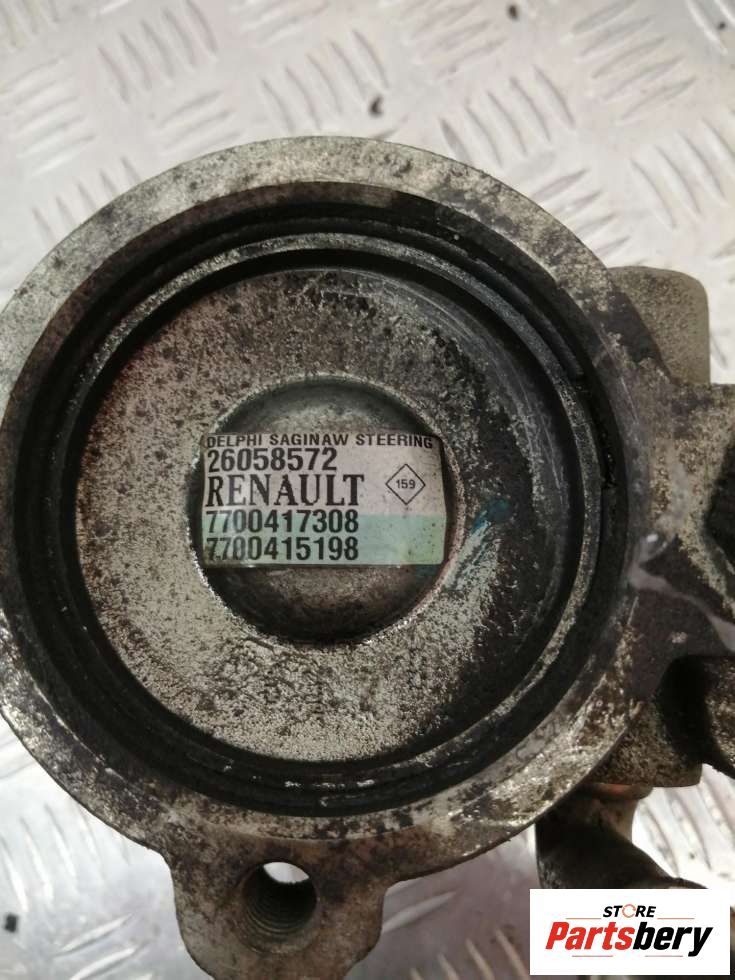 DELPHI SAGINAW STEERING
26058572
RENAULT
159
7700417308
7700415198
STORE
Partsbery